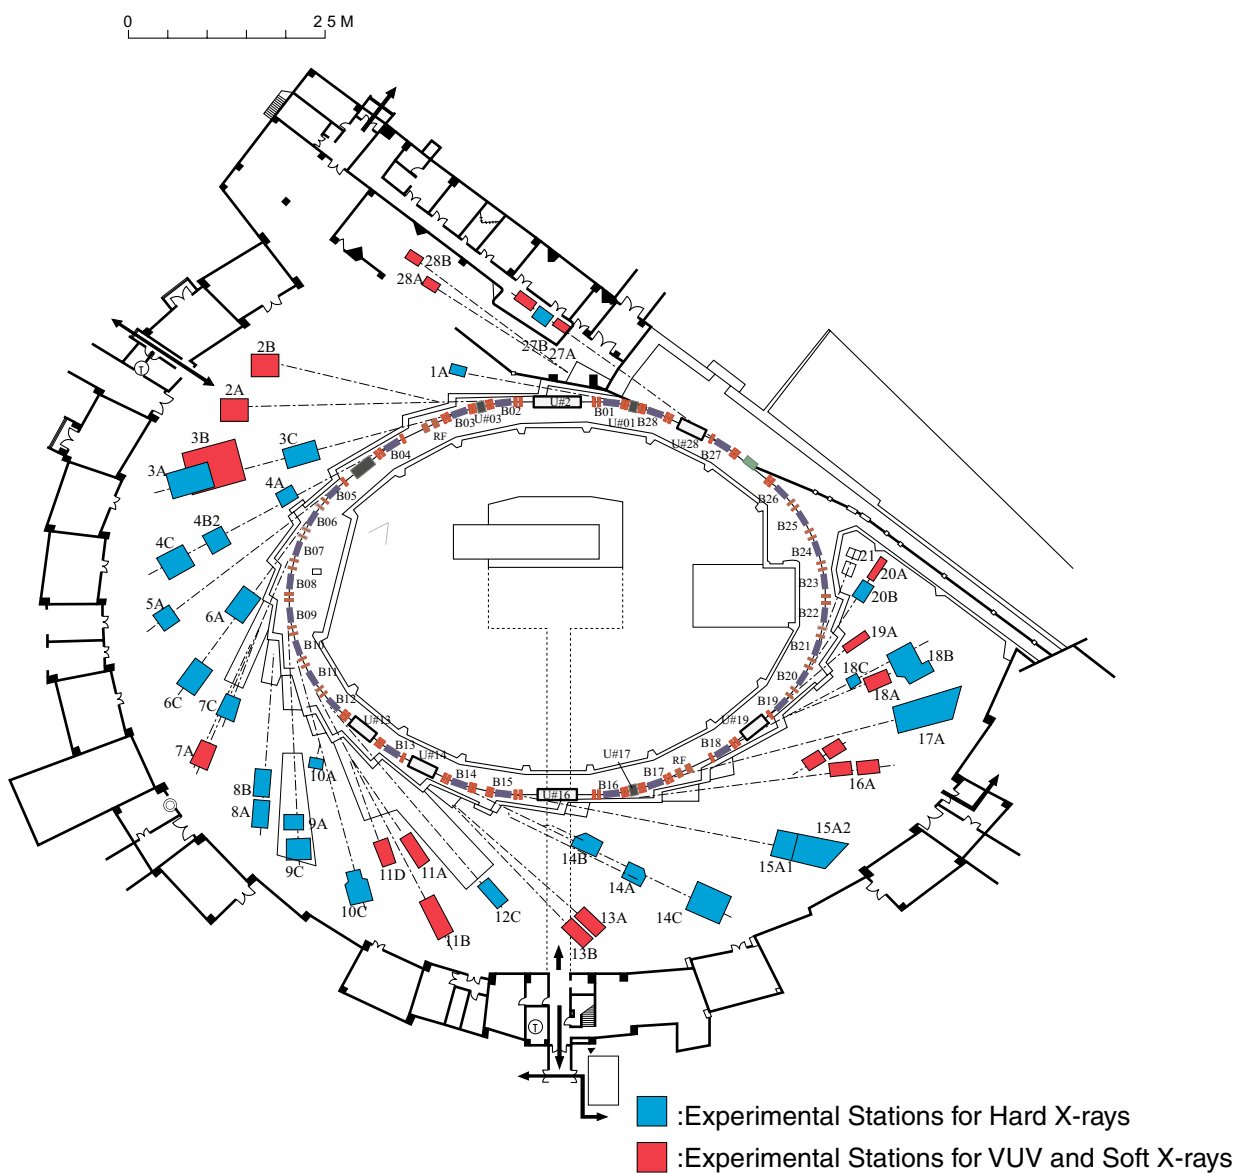 0 25M
28B
28A
27B
27A
2B
1A
2A
U#2
B02
U#03
B03
RF
B04
B01
U#01
B28
U#28
B27
3B
3C
3A
4A
B05
B26
4B2
B06
B25
4C
B07
B24
21
20A
B08
B23
20B
5A
6A
B09
B22
19A
B10
B21
18B
18C
18A
6C
B11
B20
7C
B12
B19
17A
U#13
U#19
7A
B13
U#14
B18
U#17
RF
10A
B14
B15
U#16
B16
B17
16A
8B
8A
9A
15A2
15A1
9C
11D
11A
14B
14A
10C
12C
14C
11B
13A
13B
T
T
:Experimental Stations for Hard X-rays
:Experimental Stations for VUV and Soft X-rays